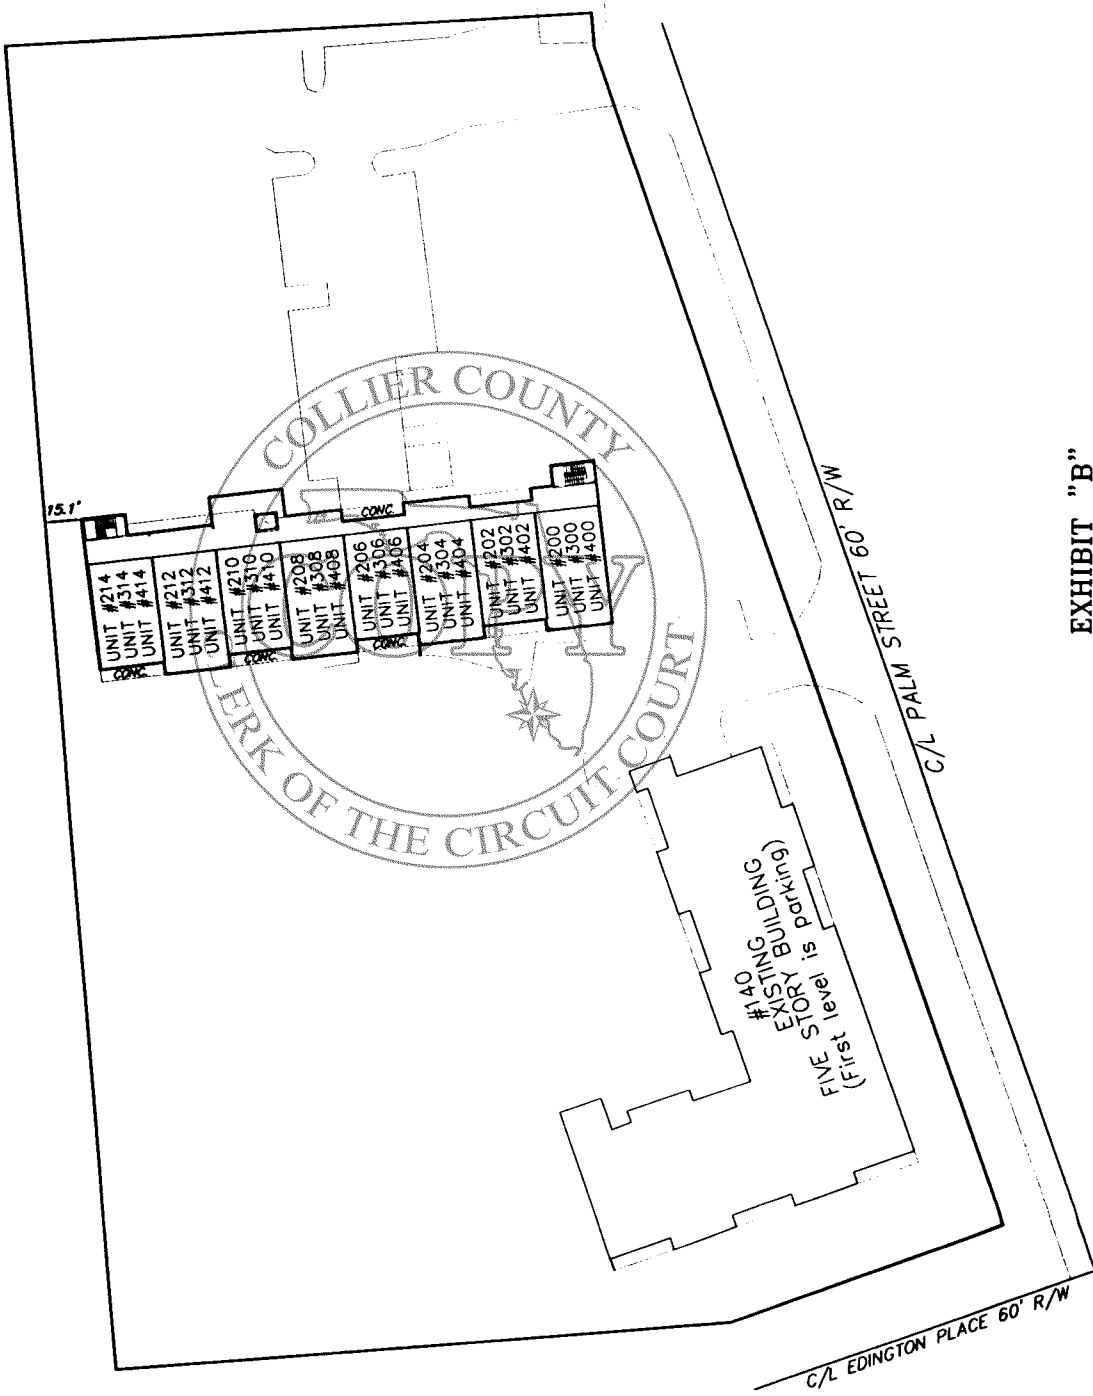 15.1'
CONC.
UNIT #214
UNIT #314
UNIT #414
UNIT #212
UNIT #312
UNIT #412
UNIT #210
UNIT #310
UNIT #410
UNIT #208
UNIT #308
UNIT #408
UNIT #206
UNIT #306
UNIT #406
UNIT #204
UNIT #304
UNIT #404
UNIT #202
UNIT #302
UNIT #402
UNIT #200
UNIT #300
UNIT #400
CONC.
CONC.
CONC.
COLLIER COUNTY
COPY
CLERK OF THE CIRCUIT COURT
#140
EXISTING
FIVE STORY BUILDING
(First level is parking)
C/L PALM STREET 60' R/W
C/L EDINGTON PLACE 60' R/W
EXHIBIT "B"